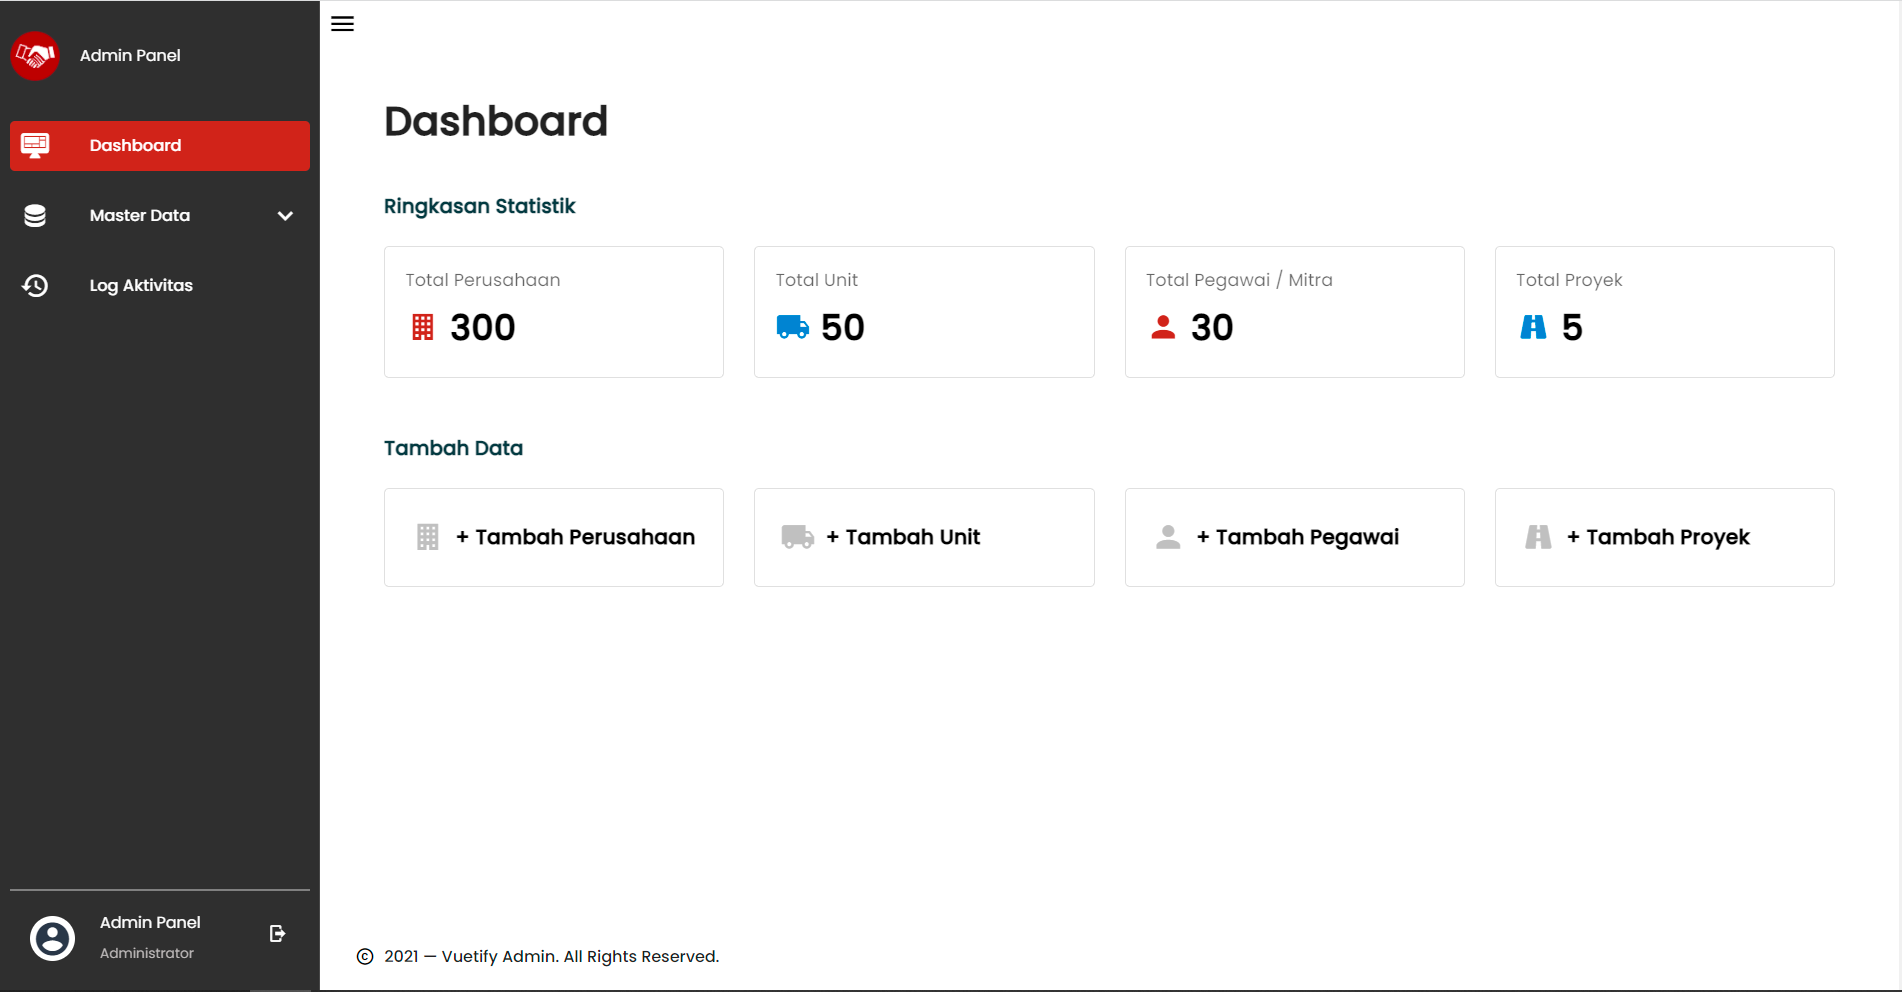 Admin Panel
Dashboard
Master Data
Log Aktivitas
Admin Panel
Administrator
Dashboard
Ringkasan Statistik
Total Perusahaan
300
Total Unit
50
Total Pegawai / Mitra
30
Total Proyek
5
Tambah Data
+ Tambah Perusahaan
+ Tambah Unit
+ Tambah Pegawai
+ Tambah Proyek
© 2021 — Vuetify Admin. All Rights Reserved.